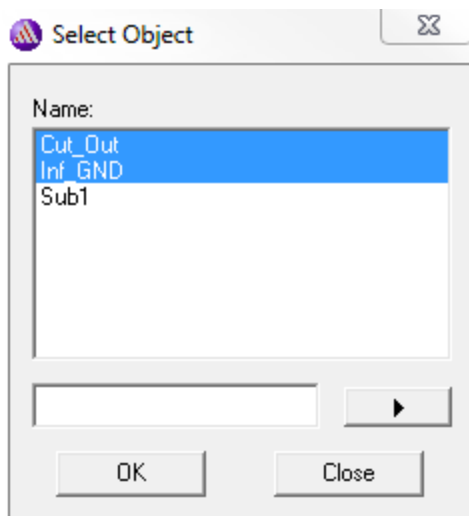 Select Object
Name:
Cut_Out
Inf_GND
Sub1
OK Close